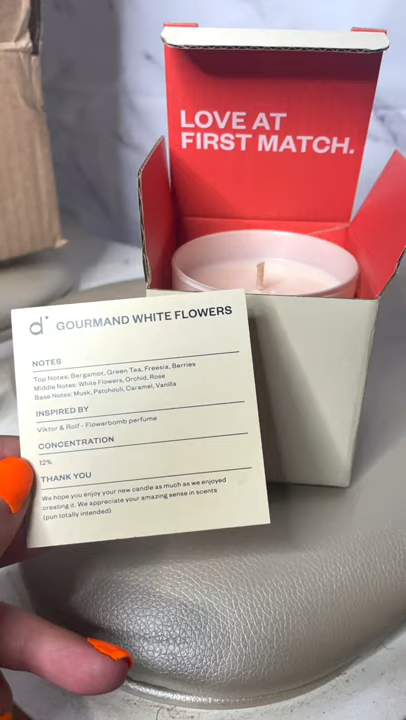 LOVE AT
FIRST MATCH.
d° GOURMAND WHITE FLOWERS
NOTES
Top Notes: Bergamot, Green Tea, Freesia, Berries
Middle Notes: White Flowers, Orchid, Rose
Base Notes: Musk, Patchouli, Caramel, Vanilla
INSPIRED BY
Viktor & Rolf - Flowerbomb perfume
CONCENTRATION
12%
THANK YOU
We hope you enjoy your new candle as much as we enjoyed
creating it. We appreciate your amazing sense in scents
(pun totally intended)